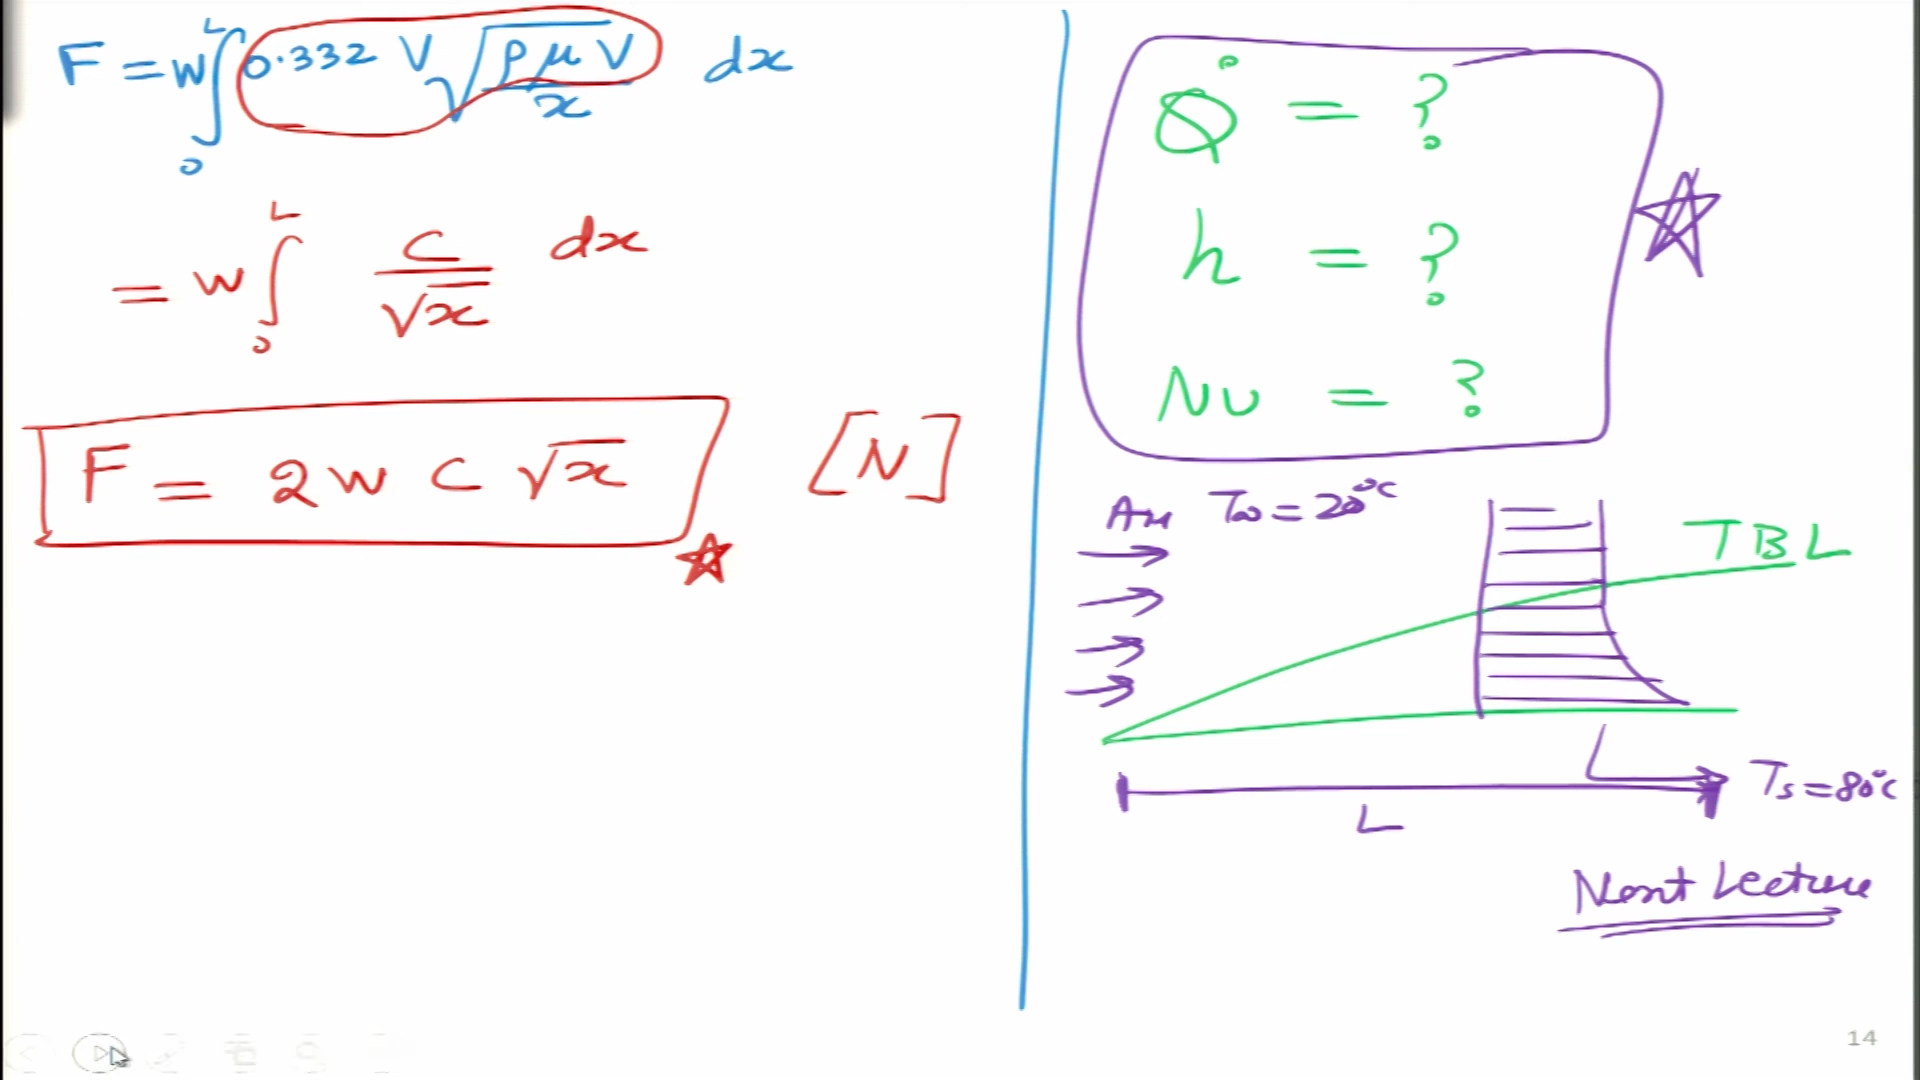 F = w∫₀ᴸ 0.332 V √(ρμV/x) dx
= w∫₀ᴸ C/√x dx
F = 2 w C √x [N]
Q̇ = ?
h = ?
Nu = ?
Air T∞ = 20°C
TBL
Ts = 80°C
L
Next Lecture
14